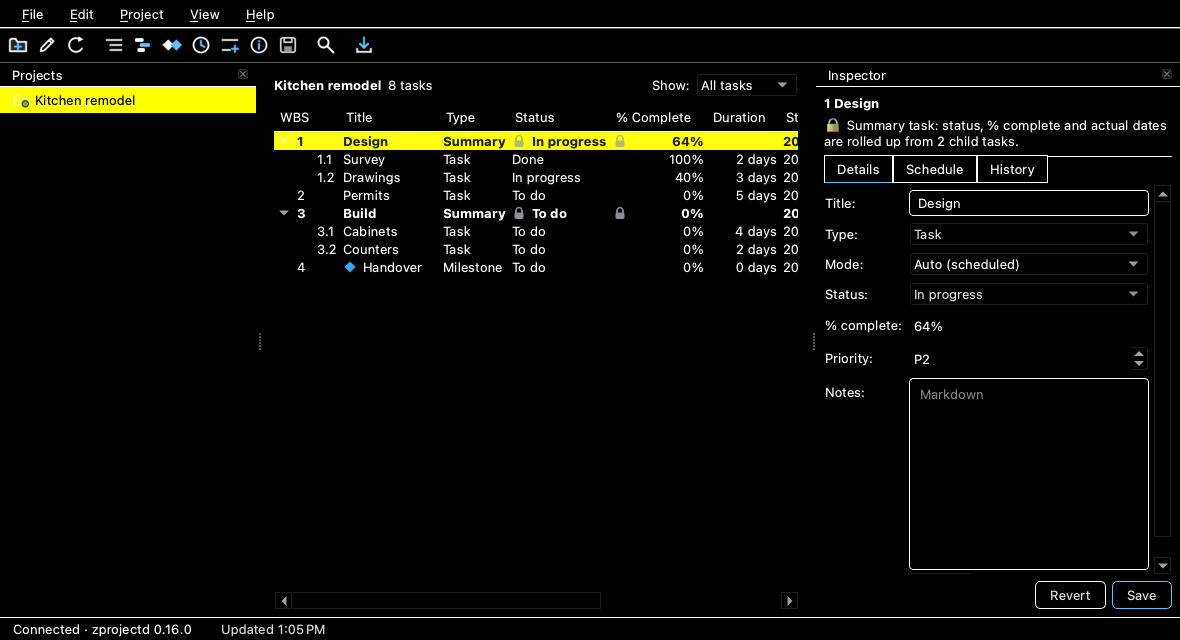 File Edit Project View Help
Projects
Kitchen remodel
Kitchen remodel 8 tasks Show: All tasks
WBS Title Type Status % Complete Duration St
1 Design Summary In progress 64% 20
1.1 Survey Task Done 100% 2 days 20
1.2 Drawings Task In progress 40% 3 days 20
2 Permits Task To do 0% 5 days 20
3 Build Summary To do 0% 20
3.1 Cabinets Task To do 0% 4 days 20
3.2 Counters Task To do 0% 2 days 20
4 Handover Milestone To do 0% 0 days 20
Inspector
1 Design
Summary task: status, % complete and actual dates
are rolled up from 2 child tasks.
Details Schedule History
Title: Design
Type: Task
Mode: Auto (scheduled)
Status: In progress
% complete: 64%
Priority: P2
Notes: Markdown
Revert Save
Connected · zprojectd 0.16.0 Updated 1:05 PM